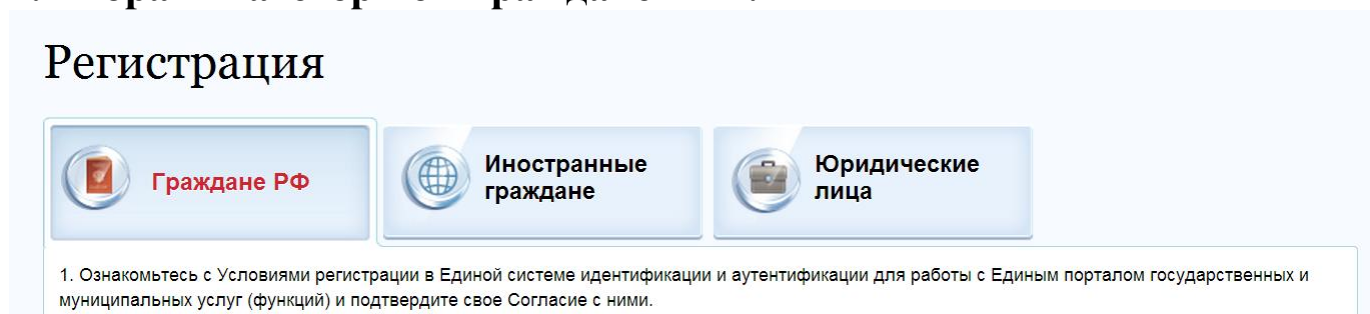 Регистрация
Граждане РФ
Иностранные
граждане
Юридические
лица
1. Ознакомьтесь с Условиями регистрации в Единой системе идентификации и аутентификации для работы с Единым порталом государственных и
муниципальных услуг (функций) и подтвердите свое Согласие с ними.